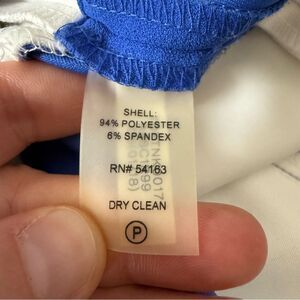 SHELL:
94% POLYESTER
6% SPANDEX
RN# 54163
DRY CLEAN
P